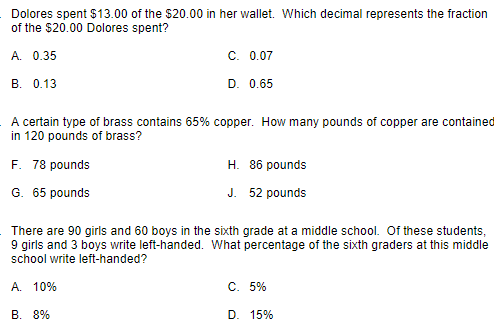 Dolores spent $13.00 of the $20.00 in her wallet.  Which decimal represents the fraction
of the $20.00 Dolores spent?
A.  0.35
C.  0.07
B.  0.13
D.  0.65
A certain type of brass contains 65% copper.  How many pounds of copper are contained
in 120 pounds of brass?
F.  78 pounds
H.  86 pounds
G.  65 pounds
J.  52 pounds
There are 90 girls and 60 boys in the sixth grade at a middle school.  Of these students,
9 girls and 3 boys write left-handed.  What percentage of the sixth graders at this middle
school write left-handed?
A.  10%
C.  5%
B.  8%
D.  15%